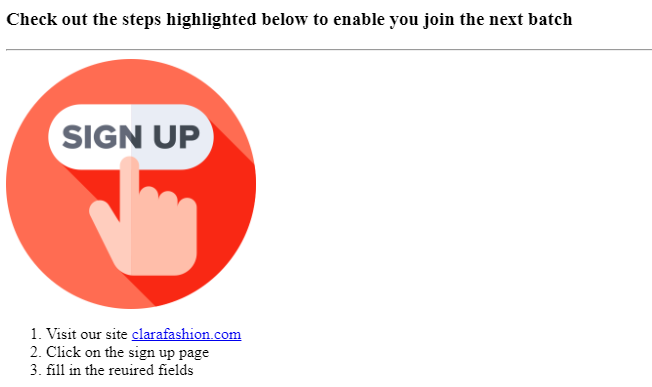 Check out the steps highlighted below to enable you join the next batch
SIGN UP
1. Visit our site clarafashion.com
2. Click on the sign up page
3. fill in the reuired fields